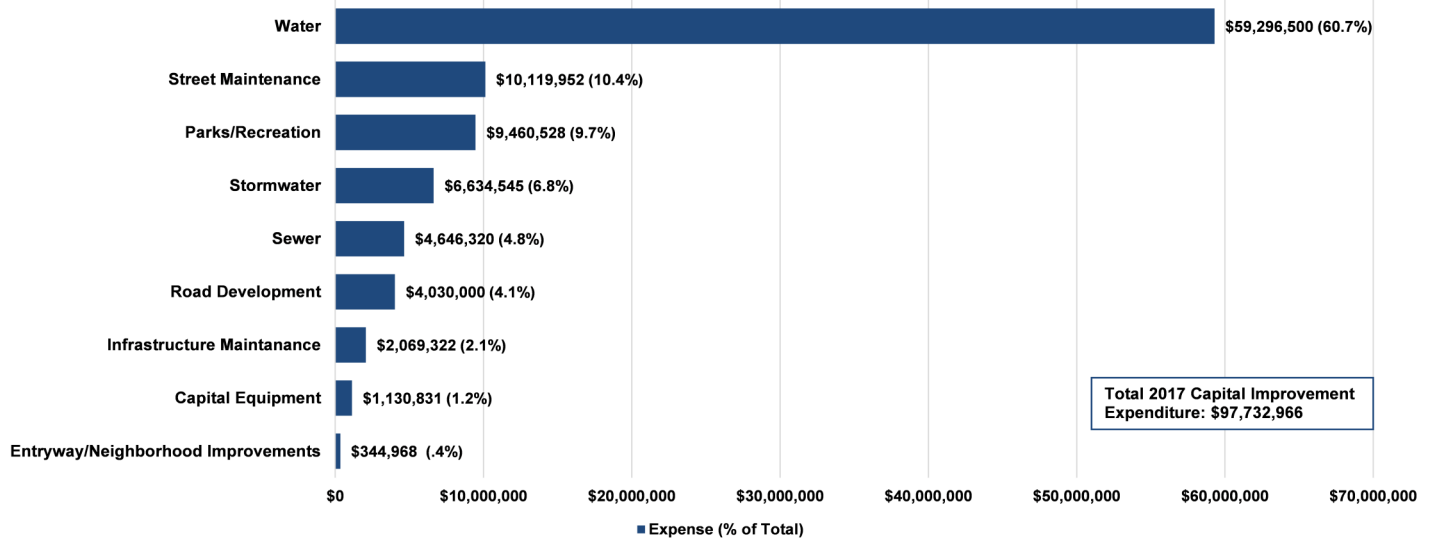 Water
$59,296,500 (60.7%)
Street Maintenance
$10,119,952 (10.4%)
Parks/Recreation
$9,460,528 (9.7%)
Stormwater
$6,634,545 (6.8%)
Sewer
$4,646,320 (4.8%)
Road Development
$4,030,000 (4.1%)
Infrastructure Maintanance
$2,069,322 (2.1%)
Capital Equipment
$1,130,831 (1.2%)
Total 2017 Capital Improvement
Expenditure: $97,732,966
Entryway/Neighborhood Improvements
$344,968 (.4%)
$0
$10,000,000
$20,000,000
$30,000,000
$40,000,000
$50,000,000
$60,000,000
$70,000,000
Expense (% of Total)